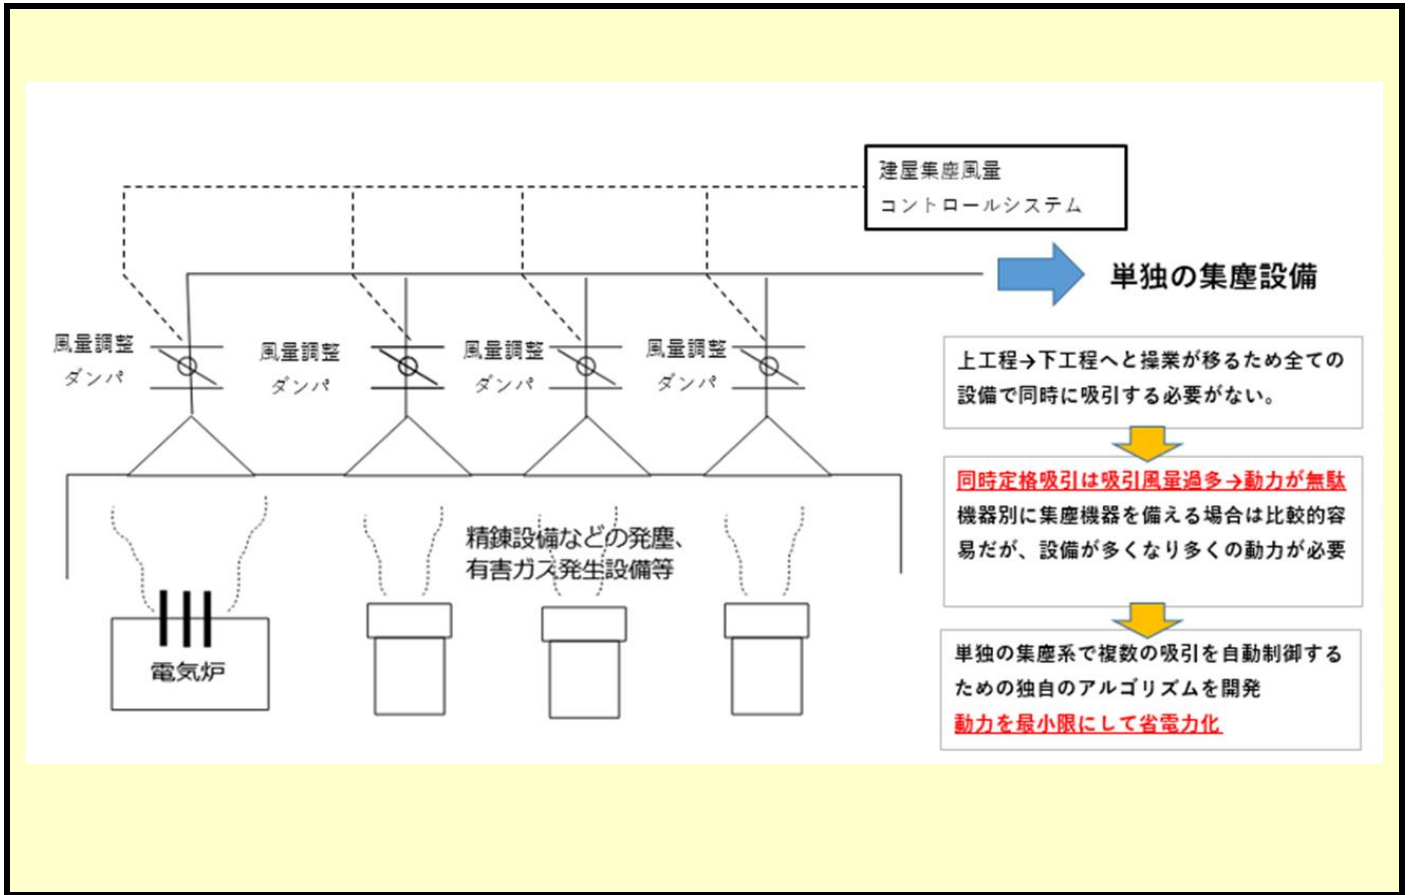 建屋集塵風量
コントロールシステム
単独の集塵設備
風量調整
ダンパ
風量調整
ダンパ
風量調整
ダンパ
風量調整
ダンパ
精錬設備などの発塵、
有害ガス発生設備等
電気炉
上工程→下工程へと操業が移るため全ての
設備で同時に吸引する必要がない。
同時定格吸引は吸引風量過多→動力が無駄
機器別に集塵機器を備える場合は比較的容
易だが、設備が多くなり多くの動力が必要
単独の集塵系で複数の吸引を自動制御する
ための独自のアルゴリズムを開発
動力を最小限にして省電力化